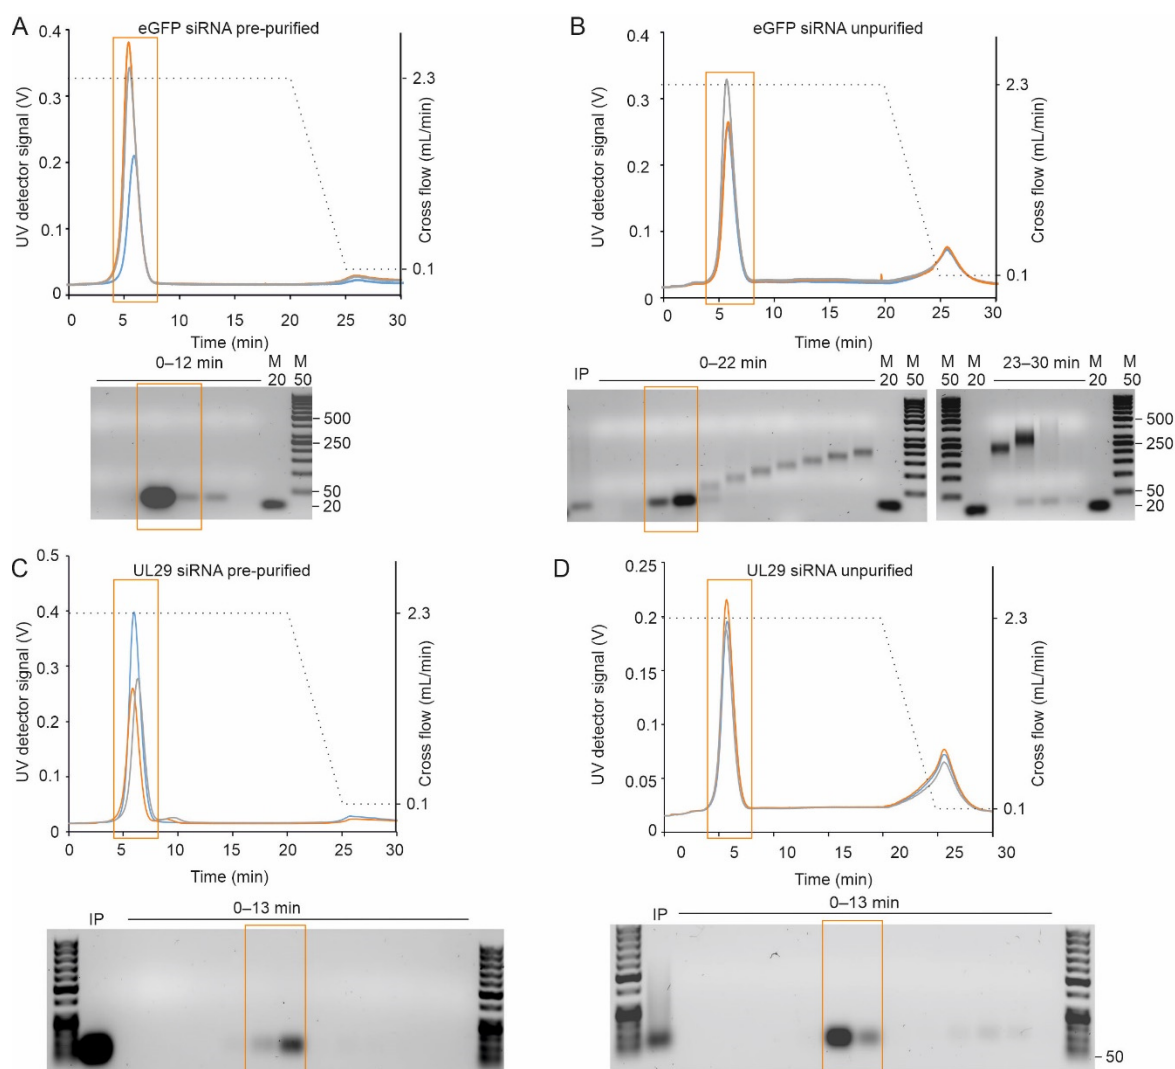 A
eGFP siRNA pre-purified
0.4
0.3
0.2
0.1
0
UV detector signal (V)
2.3
0.1
Cross flow (mL/min)
0 5 10 15 20 25 30
Time (min)
0–12 min M M
20 50
500
250
50
20
B
eGFP siRNA unpurified
0.4
0.3
0.2
0.1
0
UV detector signal (V)
2.3
0.1
Cross flow (mL/min)
0 5 10 15 20 25 30
Time (min)
IP 0–22 min M M M M 23–30 min M M
20 50 50 20 20 50
500
250
50
20
C
UL29 siRNA pre-purified
0.5
0.4
0.3
0.2
0.1
0
UV detector signal (V)
2.3
0.1
Cross flow (mL/min)
0 5 10 15 20 25 30
Time (min)
IP 0–13 min
D
UL29 siRNA unpurified
0.25
0.2
0.15
0.1
0.05
0
UV detector signal (V)
2.3
0.1
Cross flow (mL/min)
0 5 10 15 20 25 30
Time (min)
IP 0–13 min
50